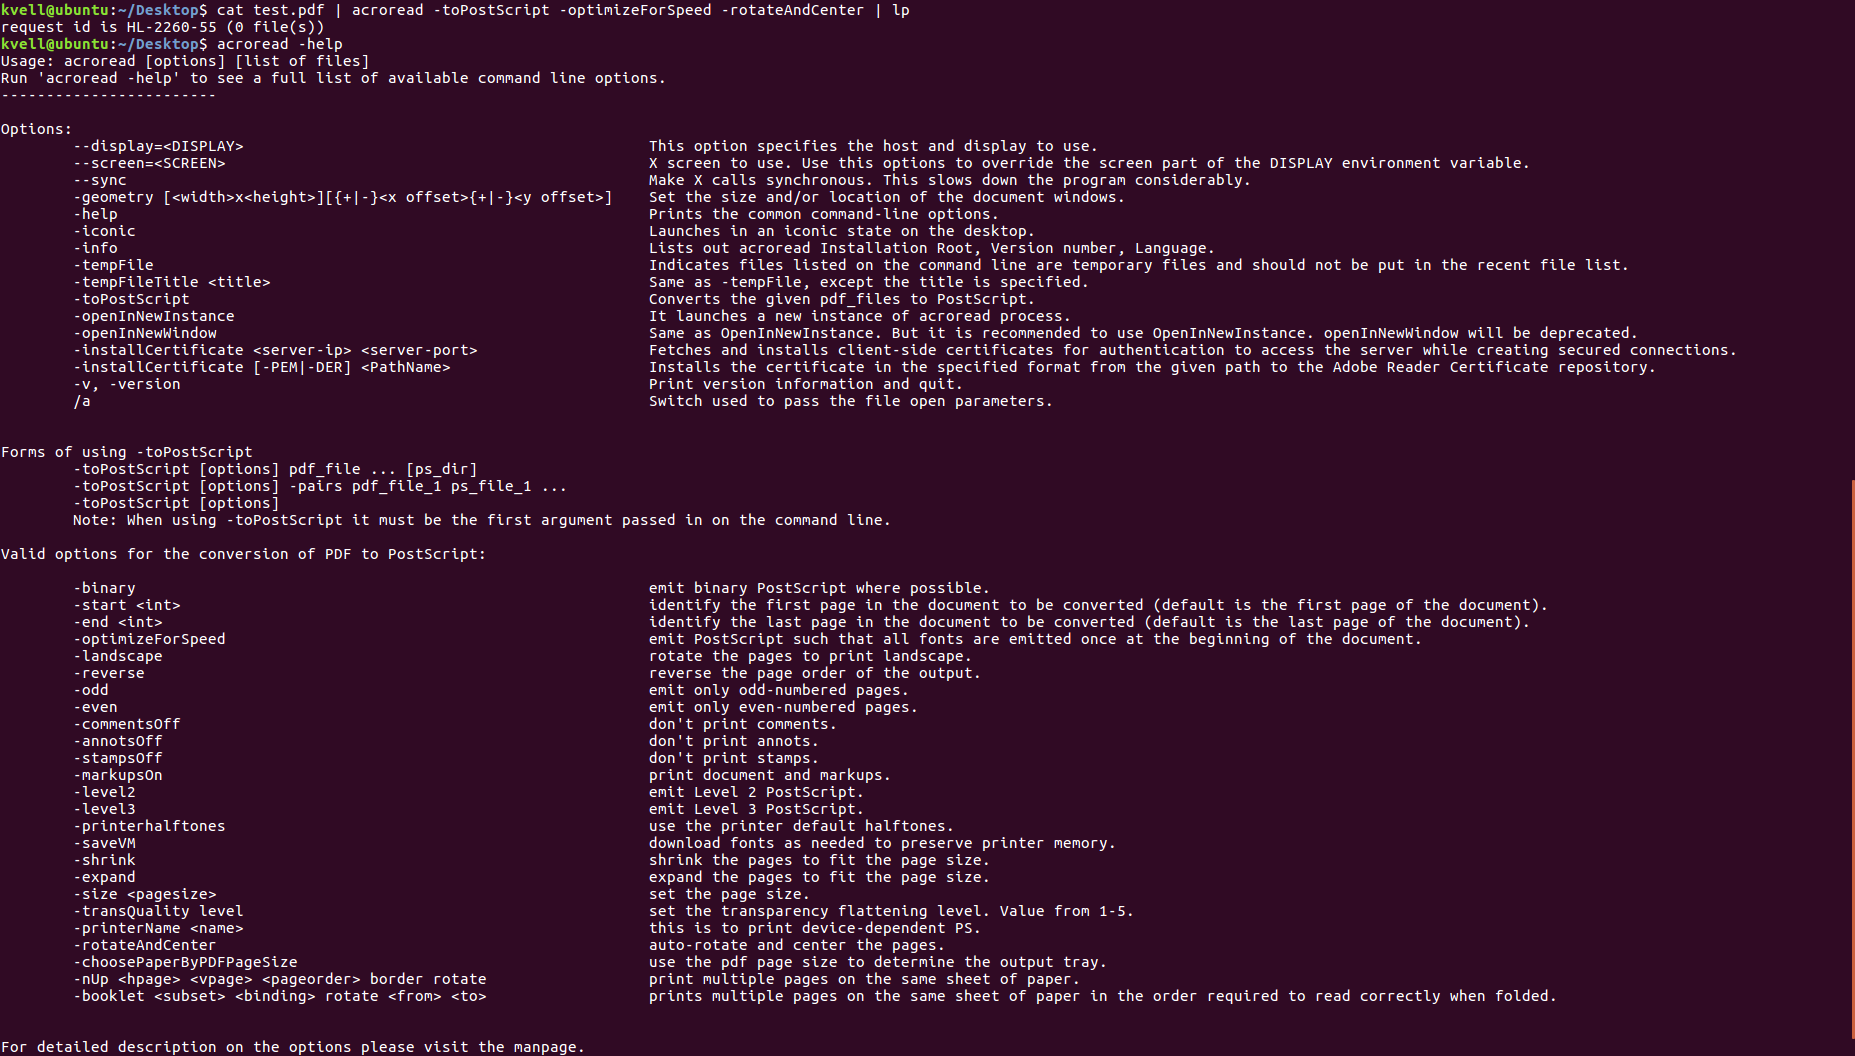 kvell@ubuntu:~/Desktop$ cat test.pdf | acroread -toPostScript -optimizeForSpeed -rotateAndCenter | lp
request id is HL-2260-55 (0 file(s))
kvell@ubuntu:~/Desktop$ acroread -help
Usage: acroread [options] [list of files]
Run 'acroread -help' to see a full list of available command line options.
------------------------
Options:
--display=<DISPLAY> This option specifies the host and display to use.
--screen=<SCREEN> X screen to use. Use this options to override the screen part of the DISPLAY environment variable.
--sync Make X calls synchronous. This slows down the program considerably.
-geometry [<width>x<height>][{+|-}<x offset>{+|-}<y offset>] Set the size and/or location of the document windows.
-help Prints the common command-line options.
-iconic Launches in an iconic state on the desktop.
-info Lists out acroread Installation Root, Version number, Language.
-tempFile Indicates files listed on the command line are temporary files and should not be put in the recent file list.
-tempFileTitle <title> Same as -tempFile, except the title is specified.
-toPostScript Converts the given pdf_files to PostScript.
-openInNewInstance It launches a new instance of acroread process.
-openInNewWindow Same as OpenInNewInstance. But it is recommended to use OpenInNewInstance. openInNewWindow will be deprecated.
-installCertificate <server-ip> <server-port> Fetches and installs client-side certificates for authentication to access the server while creating secured connections.
-installCertificate [-PEM|-DER] <PathName> Installs the certificate in the specified format from the given path to the Adobe Reader Certificate repository.
-v, -version Print version information and quit.
/a Switch used to pass the file open parameters.
Forms of using -toPostScript
-toPostScript [options] pdf_file ... [ps_dir]
-toPostScript [options] -pairs pdf_file_1 ps_file_1 ...
-toPostScript [options]
Note: When using -toPostScript it must be the first argument passed in on the command line.
Valid options for the conversion of PDF to PostScript:
-binary emit binary PostScript where possible.
-start <int> identify the first page in the document to be converted (default is the first page of the document).
-end <int> identify the last page in the document to be converted (default is the last page of the document).
-optimizeForSpeed emit PostScript such that all fonts are emitted once at the beginning of the document.
-landscape rotate the pages to print landscape.
-reverse reverse the page order of the output.
-odd emit only odd-numbered pages.
-even emit only even-numbered pages.
-commentsOff don't print comments.
-annotsOff don't print annots.
-stampsOff don't print stamps.
-markupsOn print document and markups.
-level2 emit Level 2 PostScript.
-level3 emit Level 3 PostScript.
-printerhalftones use the printer default halftones.
-saveVM download fonts as needed to preserve printer memory.
-shrink shrink the pages to fit the page size.
-expand expand the pages to fit the page size.
-size <pagesize> set the page size.
-transQuality level set the transparency flattening level. Value from 1-5.
-printerName <name> this is to print device-dependent PS.
-rotateAndCenter auto-rotate and center the pages.
-choosePaperByPDFPageSize use the pdf page size to determine the output tray.
-nUp <hpage> <vpage> <pageorder> border rotate print multiple pages on the same sheet of paper.
-booklet <subset> <binding> rotate <from> <to> prints multiple pages on the same sheet of paper in the order required to read correctly when folded.
For detailed description on the options please visit the manpage.